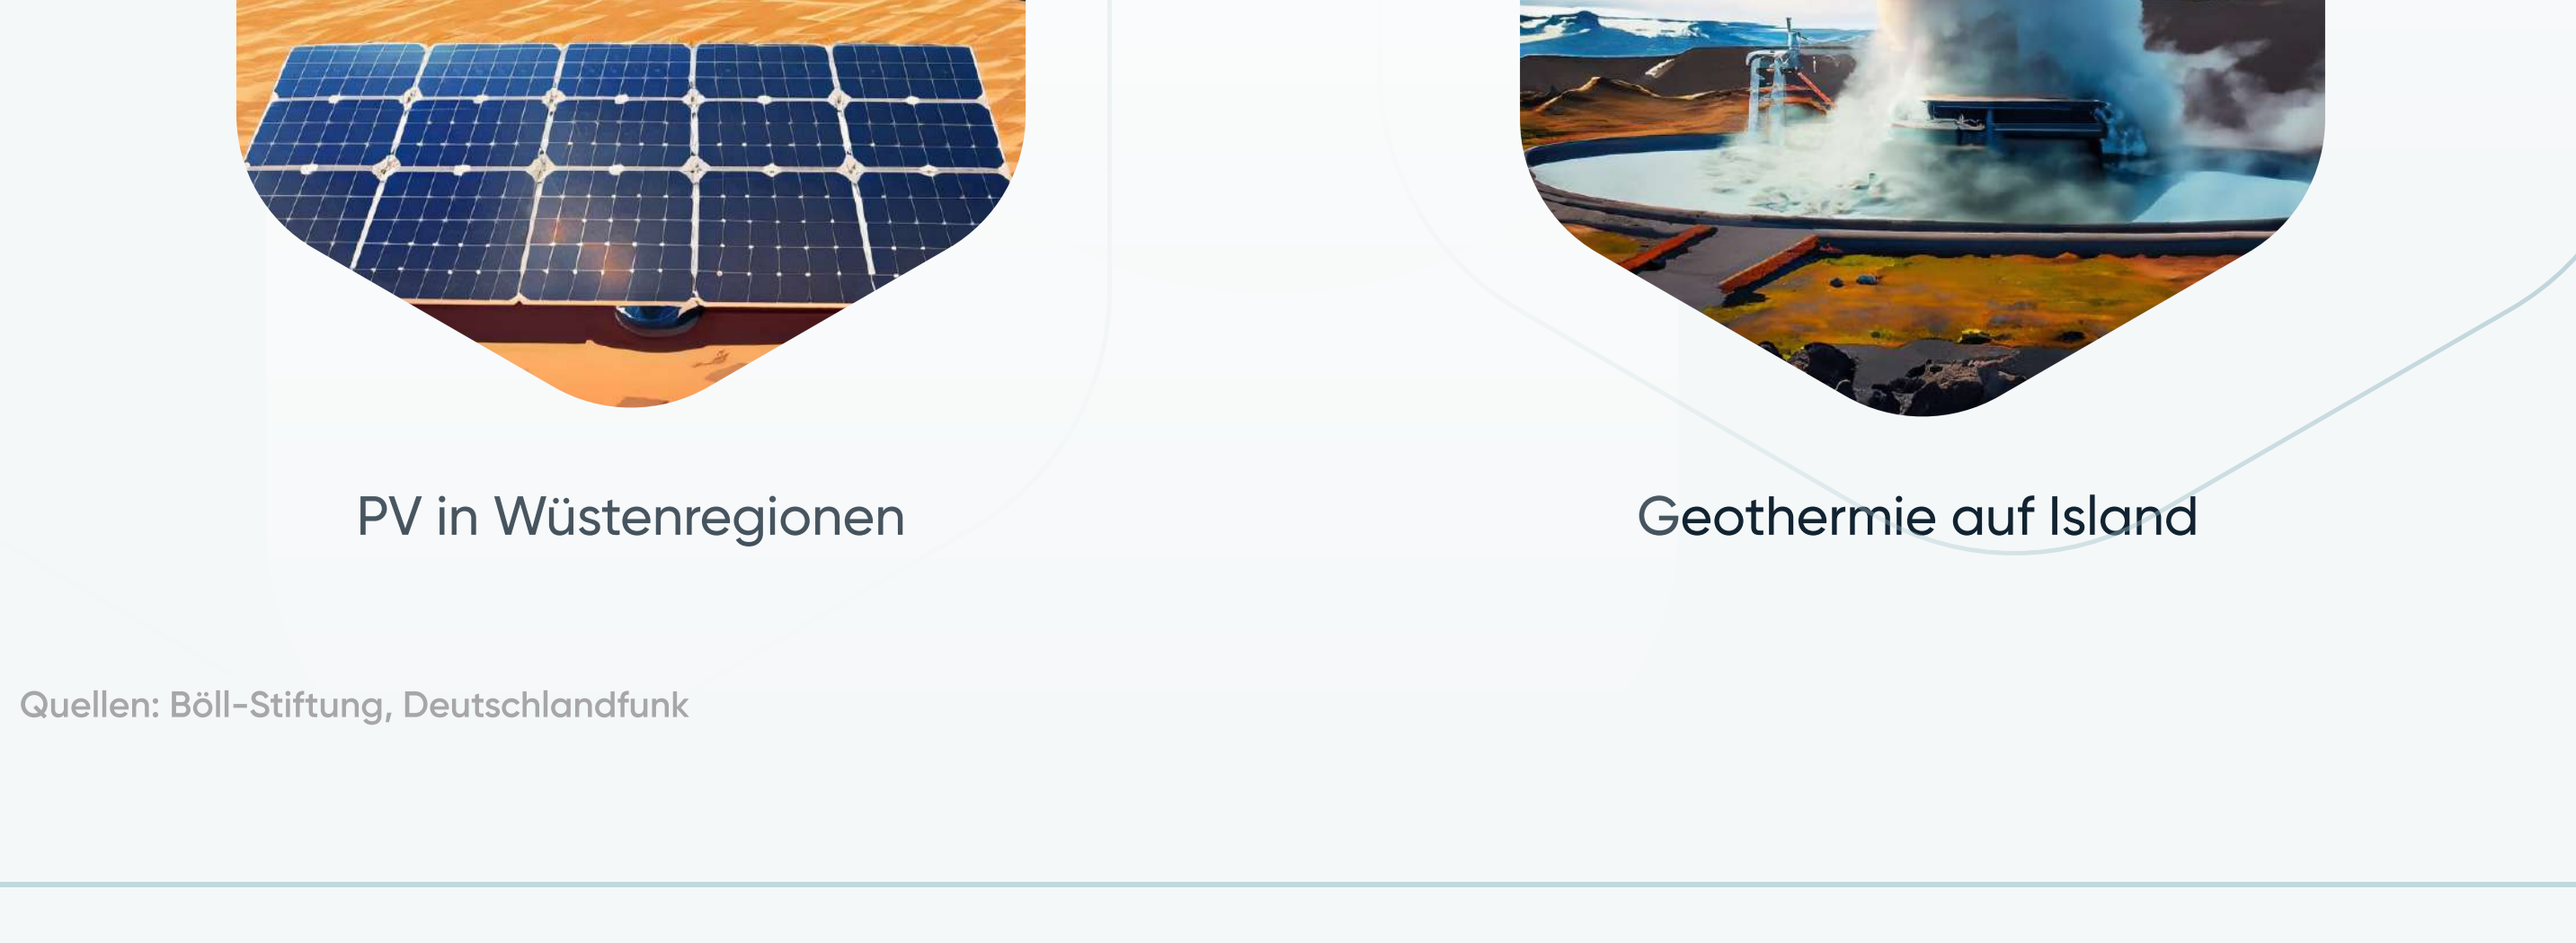 PV in Wüstenregionen
Geothermie auf Island
Quellen: Böll-Stiftung, Deutschlandfunk